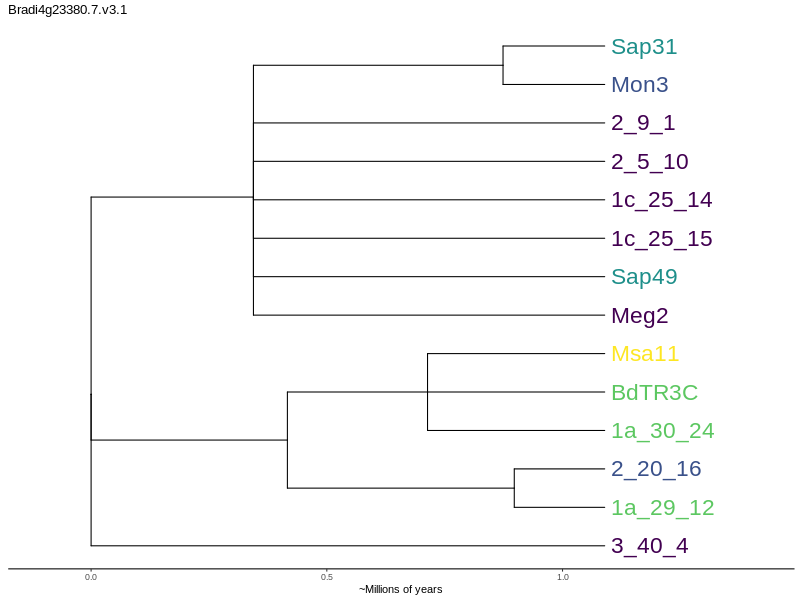 Bradi4g23380.7.v3.1
Sap31
Mon3
2_9_1
2_5_10
1c_25_14
1c_25_15
Sap49
Meg2
Msa11
BdTR3C
1a_30_24
2_20_16
1a_29_12
3_40_4
0.0 0.5 1.0
~Millions of years